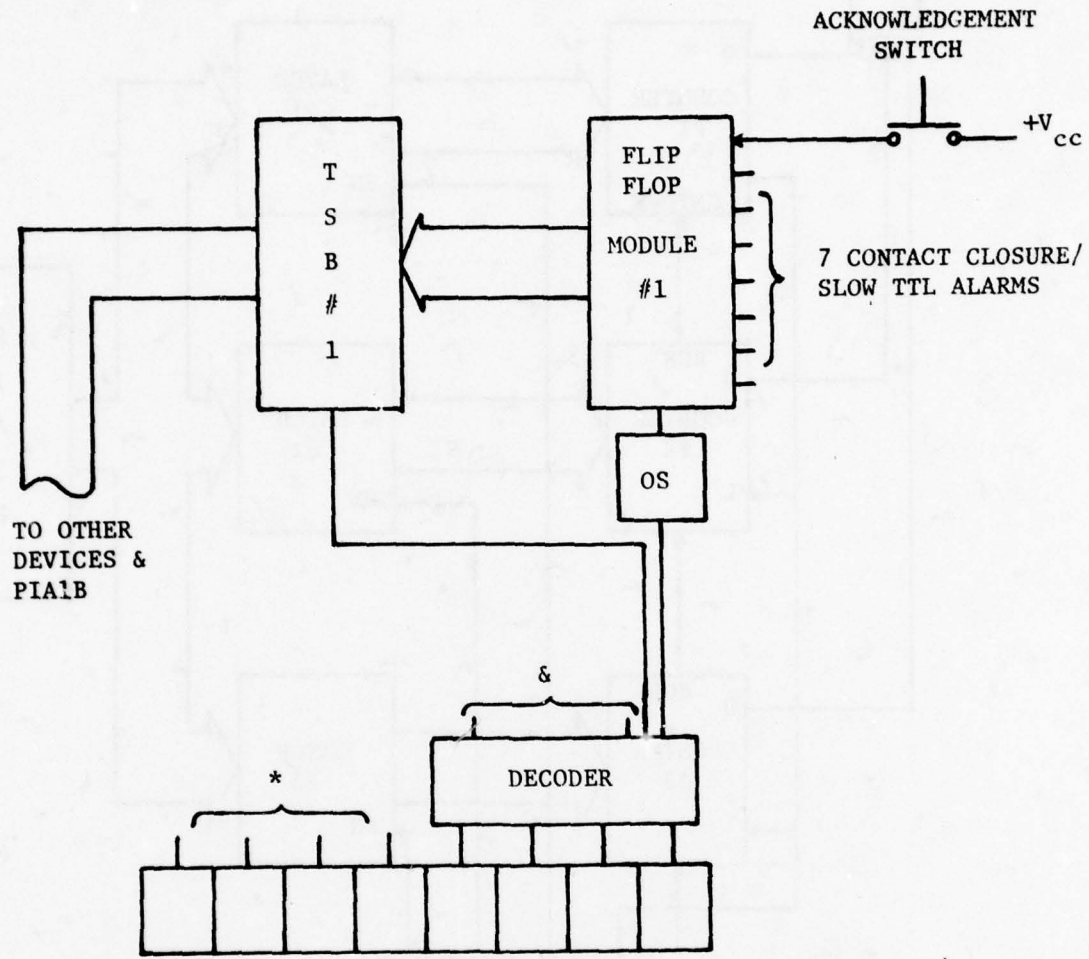 ACKNOWLEDGEMENT
SWITCH
+Vcc
T
S
B
#
1
FLIP
FLOP
MODULE
#1
7 CONTACT CLOSURE/
SLOW TTL ALARMS
OS
TO OTHER
DEVICES &
PIA1B
&
DECODER
*